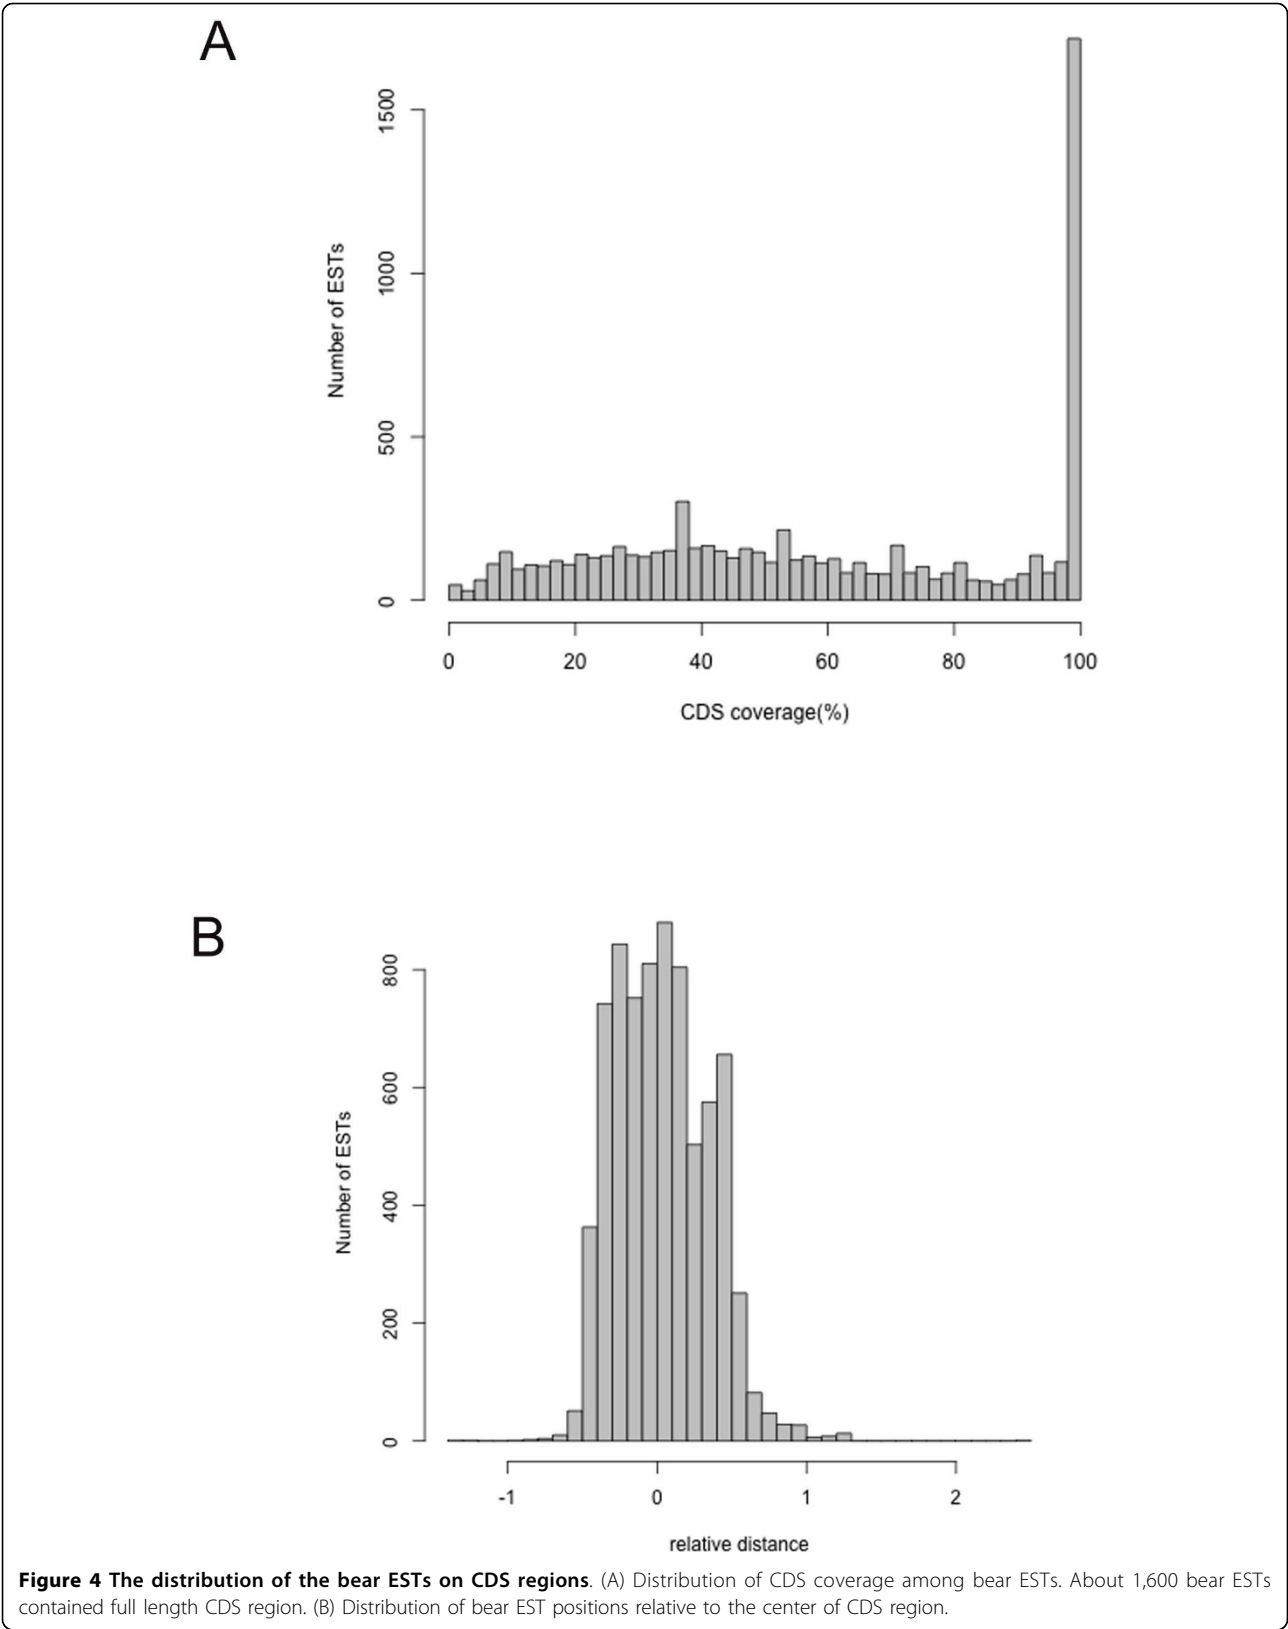 A
1500
1000
500
0
Number of ESTs
0 20 40 60 80 100
CDS coverage(%)
B
800
600
400
200
0
Number of ESTs
-1 0 1 2
relative distance
Figure 4 The distribution of the bear ESTs on CDS regions. (A) Distribution of CDS coverage among bear ESTs. About 1,600 bear ESTs
contained full length CDS region. (B) Distribution of bear EST positions relative to the center of CDS region.